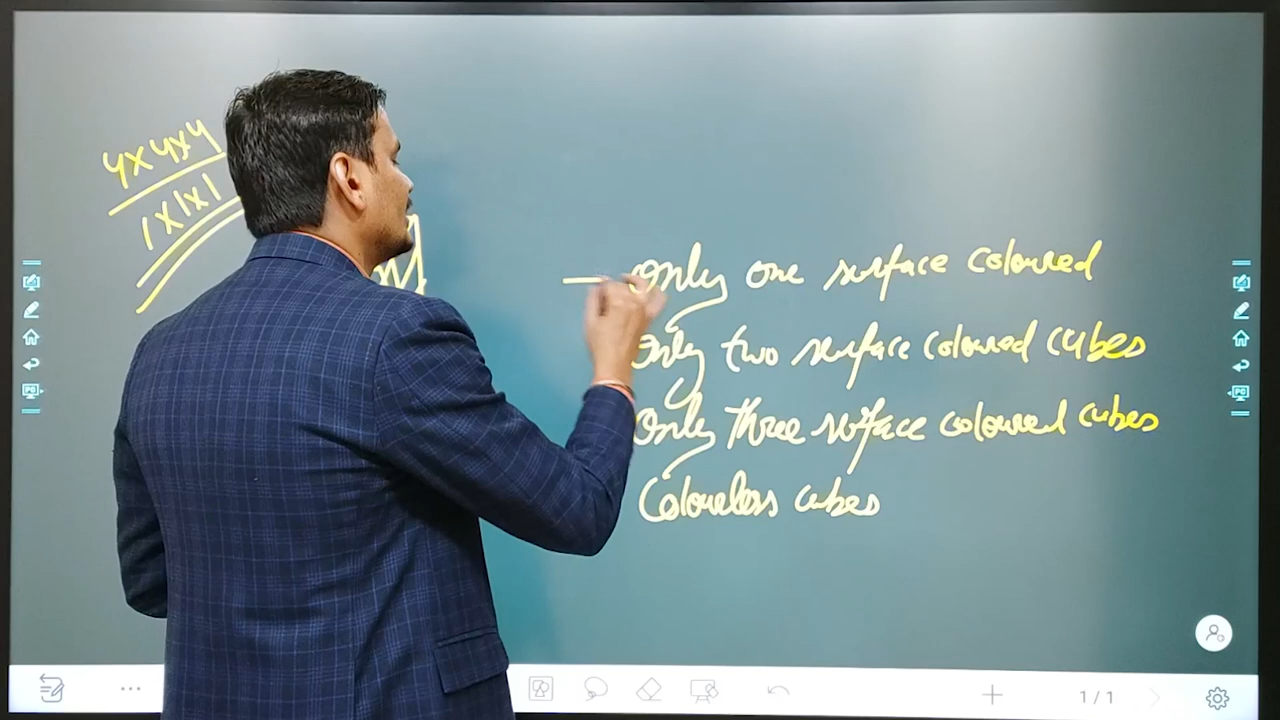 4x4x4
1x1x1
only one surface coloured
Only two surface coloured cubes
Only three surface coloured cubes
Coloureless cubes
1/1